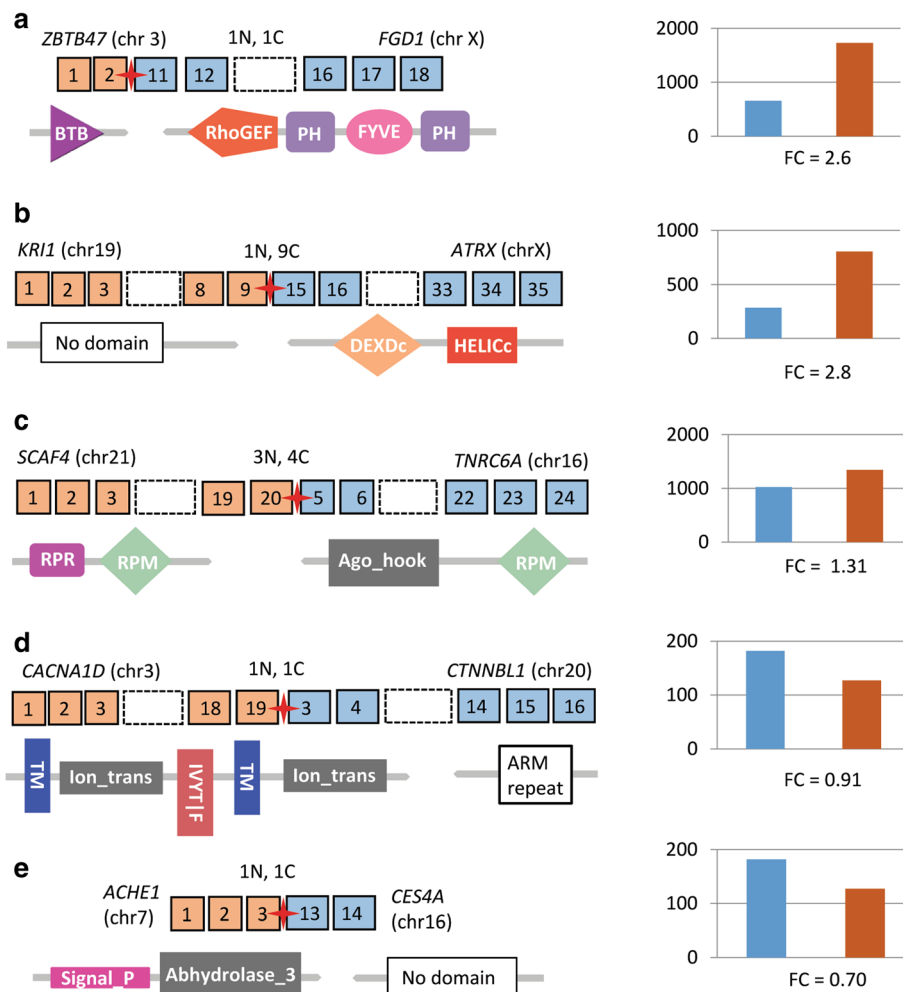 a
ZBTB47 (chr 3) 1N, 1C FGD1 (chr X)
1 2 11 12 16 17 18
BTB RhoGEF PH FYVE PH
2000
1000
0
FC = 2.6
b
KRI1 (chr19) 1N, 9C ATRX (chrX)
1 2 3 8 9 15 16 33 34 35
No domain DEXDc HELICc
1000
500
0
FC = 2.8
c
SCAF4 (chr21) 3N, 4C TNRC6A (chr16)
1 2 3 19 20 5 6 22 23 24
RPR RPM Ago_hook RPM
2000
1000
0
FC = 1.31
d
CACNA1D (chr3) 1N, 1C CTNNBL1 (chr20)
1 2 3 18 19 3 4 14 15 16
TM Ion_trans IVYT|F TM Ion_trans ARM
repeat
200
100
0
FC = 0.91
e
1N, 1C
ACHE1 CES4A
(chr7) 1 2 3 13 14 (chr16)
Signal_P Abhydrolase_3 No domain
200
100
0
FC = 0.70